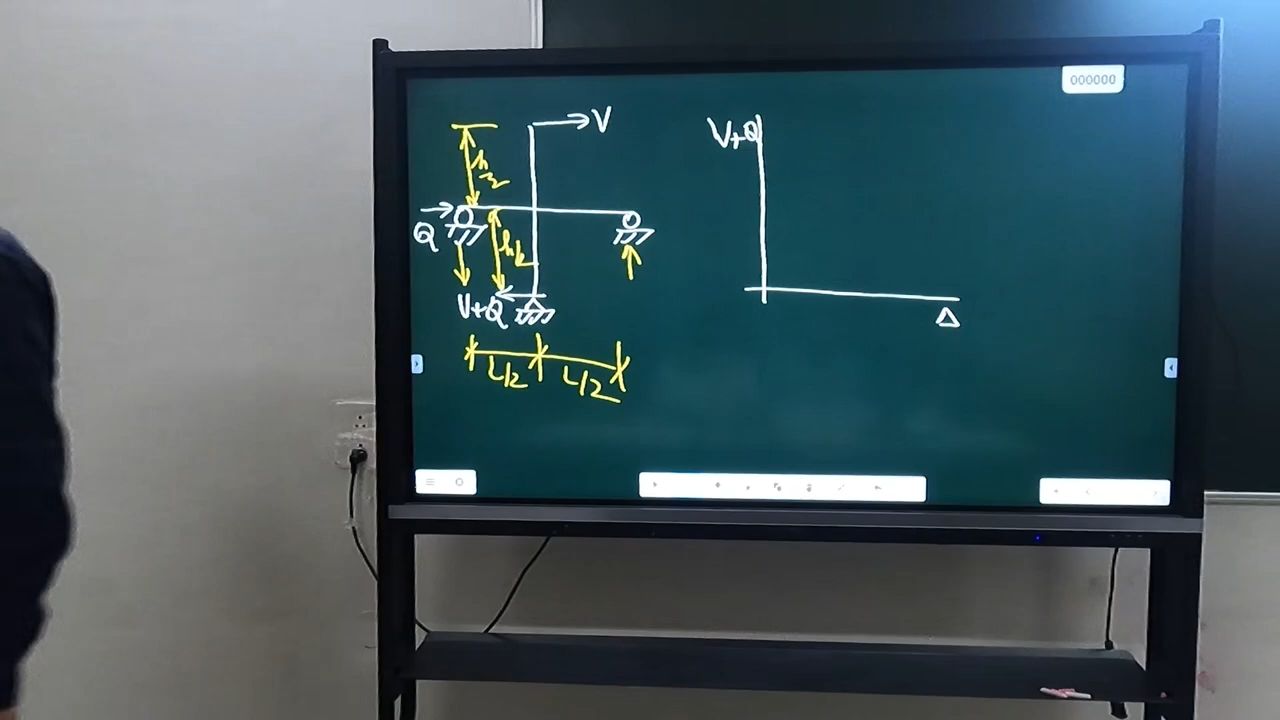 000000
V
V+Q
h/2
Q
h/2
V+Q
Δ
L/2 L/2